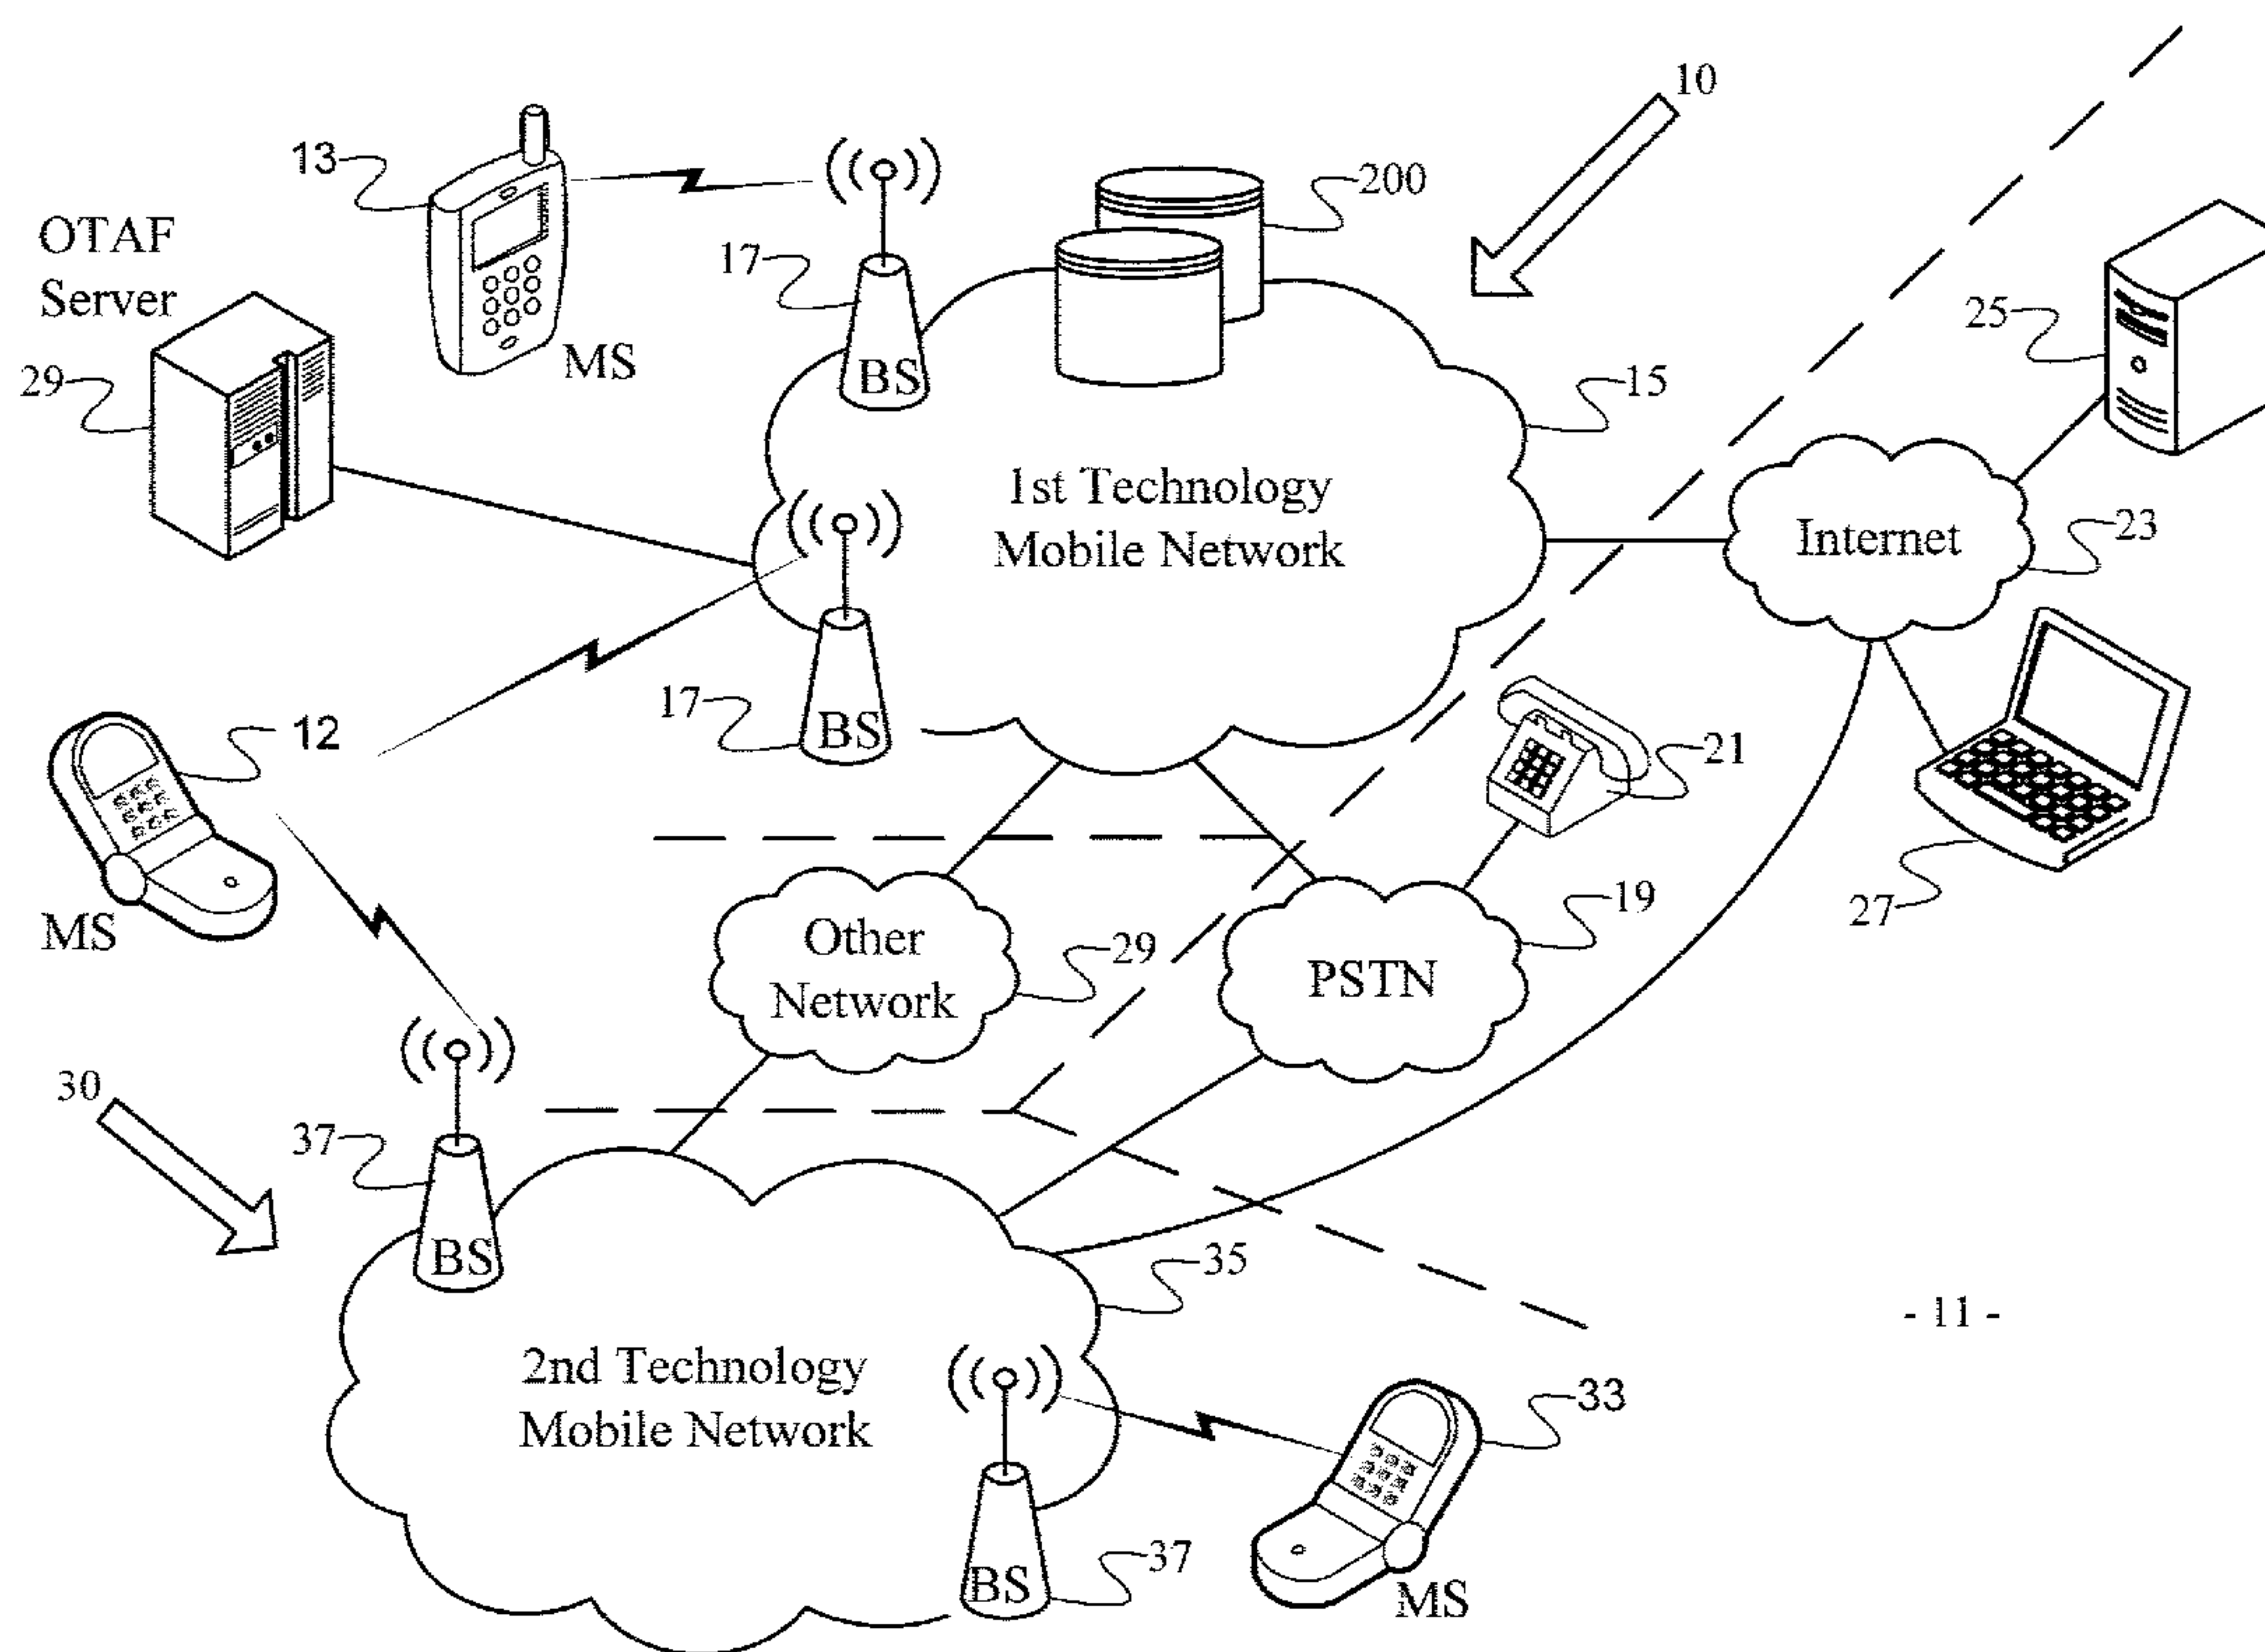 10
13
200
OTAF
Server
17
25
29
MS
BS
15
1st Technology
Mobile Network
Internet
23
12
17
BS
21
MS
27
Other
Network
29
19
PSTN
30
37
BS
35
- 11 -
2nd Technology
Mobile Network
33
37
BS
MS